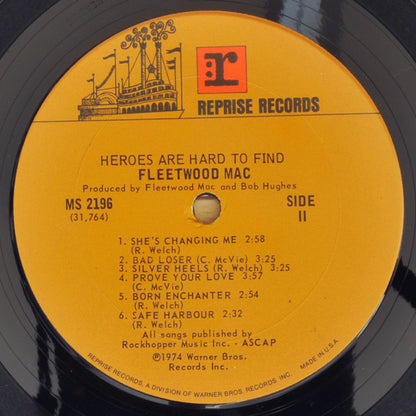 r
REPRISE RECORDS
HEROES ARE HARD TO FIND
FLEETWOOD MAC
Produced by Fleetwood Mac and Bob Hughes
MS 2196
(31,764)
SIDE
II
1. SHE'S CHANGING ME 2:58
(R. Welch)
2. BAD LOSER (C. McVie) 3:25
3. SILVER HEELS (R. Welch) 3:25
4. PROVE YOUR LOVE 3:57
(C. McVie)
5. BORN ENCHANTER 2:54
(R. Welch)
6. SAFE HARBOUR 2:32
(R. Welch)
All songs published by
Rockhopper Music Inc. - ASCAP
©1974 Warner Bros.
Records Inc.
REPRISE RECORDS, A DIVISION OF WARNER BROS. RECORDS INC. MADE IN U.S.A.